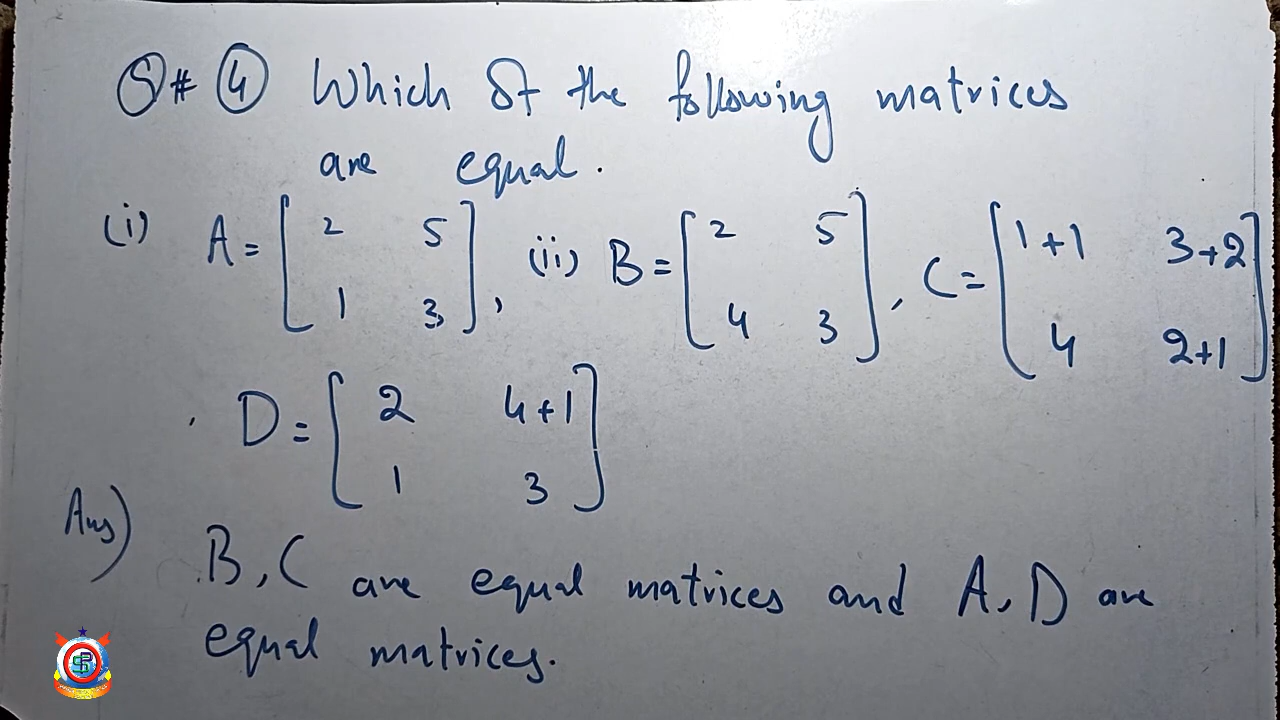 Q # 4 Which of the following matrices
are equal.
(i) A = [ 2 5 , (ii) B = [ 2 5 , C = [ 1+1 3+2
1 3 ] 4 3 ] 4 2+1 ]
D = [ 2 4+1
1 3 ]
Ans) B, C are equal matrices and A, D are
equal matrices.